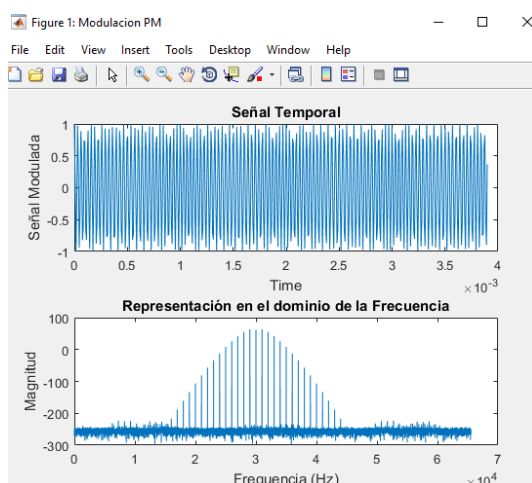 Figure 1: Modulacion PM
File Edit View Insert Tools Desktop Window Help
Señal Temporal
Señal Modulada
1
0.5
0
-0.5
-1
0 0.5 1 1.5 2 2.5 3 3.5 4
Time
×10⁻³
Representación en el dominio de la Frecuencia
Magnitud
100
0
-100
-200
-300
0 1 2 3 4 5 6 7
Frequencia (Hz)
×10⁴